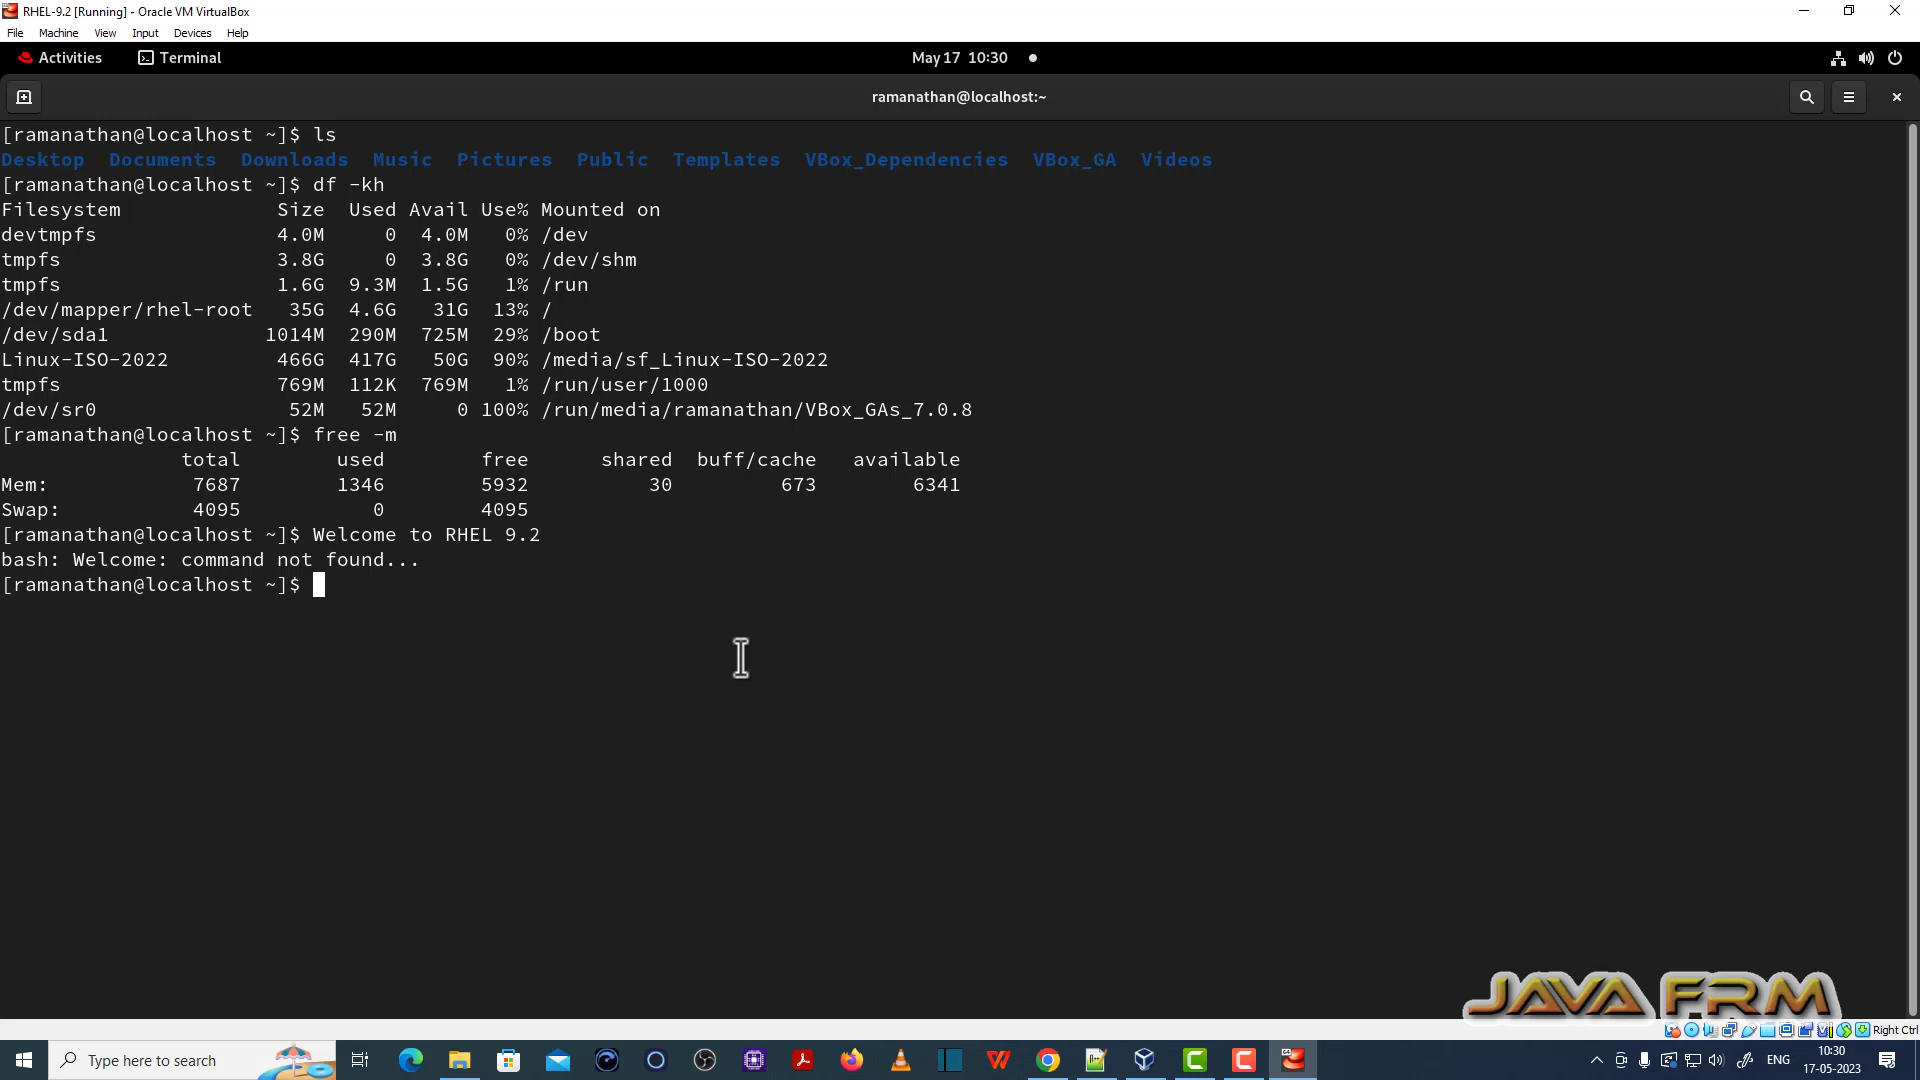 RHEL-9.2 [Running] - Oracle VM VirtualBox
File Machine View Input Devices Help
Activities Terminal May 17 10:30
ramanathan@localhost:~
[ramanathan@localhost ~]$ ls
Desktop Documents Downloads Music Pictures Public Templates VBox_Dependencies VBox_GA Videos
[ramanathan@localhost ~]$ df -kh
Filesystem Size Used Avail Use% Mounted on
devtmpfs 4.0M 0 4.0M 0% /dev
tmpfs 3.8G 0 3.8G 0% /dev/shm
tmpfs 1.6G 9.3M 1.5G 1% /run
/dev/mapper/rhel-root 35G 4.6G 31G 13% /
/dev/sda1 1014M 290M 725M 29% /boot
Linux-ISO-2022 466G 417G 50G 90% /media/sf_Linux-ISO-2022
tmpfs 769M 112K 769M 1% /run/user/1000
/dev/sr0 52M 52M 0 100% /run/media/ramanathan/VBox_GAs_7.0.8
[ramanathan@localhost ~]$ free -m
total used free shared buff/cache available
Mem: 7687 1346 5932 30 673 6341
Swap: 4095 0 4095
[ramanathan@localhost ~]$ Welcome to RHEL 9.2
bash: Welcome: command not found...
[ramanathan@localhost ~]$
JAVA FRM
Right Ctrl
Type here to search
ENG
10:30
17-05-2023